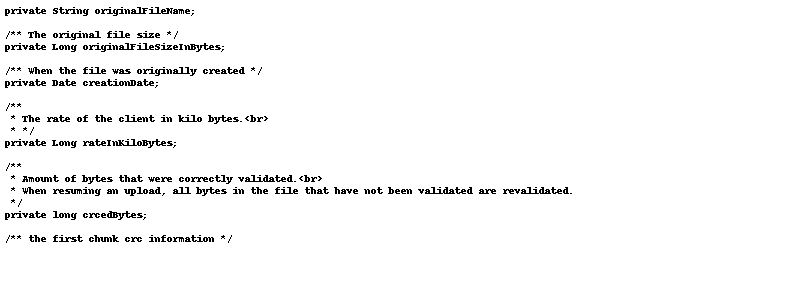 private String originalFileName;
/** The original file size */
private Long originalFileSizeInBytes;
/** When the file was originally created */
private Date creationDate;
/**
* The rate of the client in kilo bytes.<br>
* */
private Long rateInKiloBytes;
/**
* Amount of bytes that were correctly validated.<br>
* When resuming an upload, all bytes in the file that have not been validated are revalidated.
*/
private long crcedBytes;
/** the first chunk crc information */